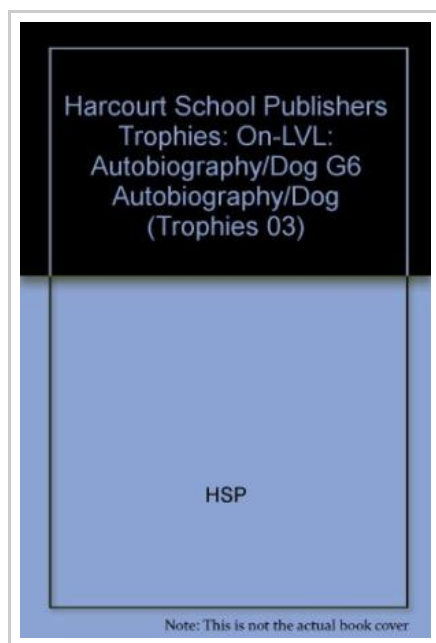 Harcourt School Publishers
Trophies: On-LVL:
Autobiography/Dog G6
Autobiography/Dog
(Trophies 03)
HSP
Note: This is not the actual book cover